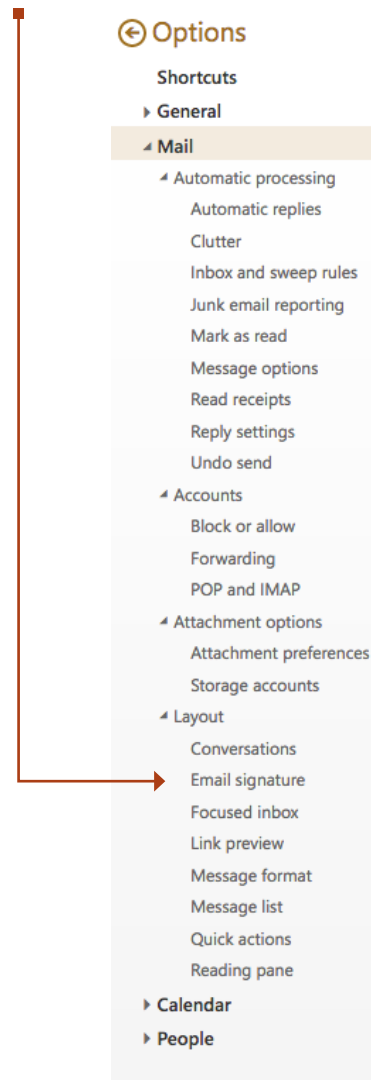 Options
Shortcuts
General
Mail
Automatic processing
Automatic replies
Clutter
Inbox and sweep rules
Junk email reporting
Mark as read
Message options
Read receipts
Reply settings
Undo send
Accounts
Block or allow
Forwarding
POP and IMAP
Attachment options
Attachment preferences
Storage accounts
Layout
Conversations
Email signature
Focused inbox
Link preview
Message format
Message list
Quick actions
Reading pane
Calendar
People